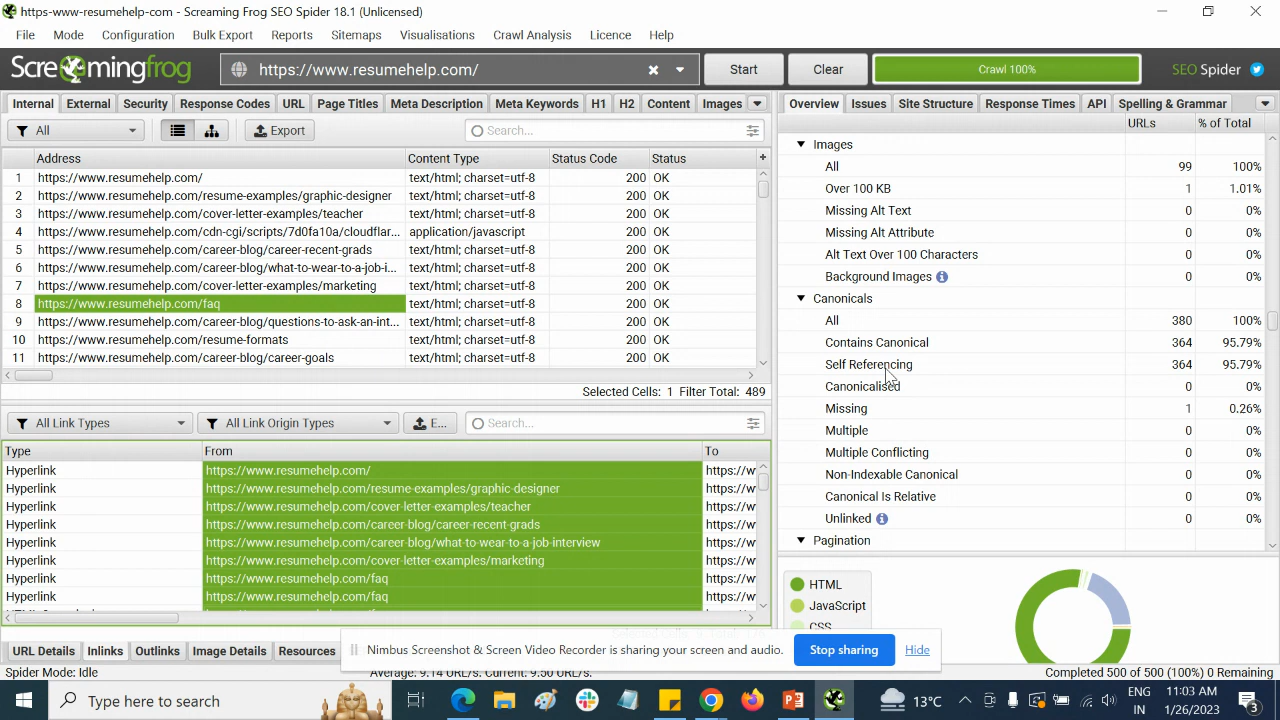 https-www-resumehelp-com - Screaming Frog SEO Spider 18.1 (Unlicensed)
File Mode Configuration Bulk Export Reports Sitemaps Visualisations Crawl Analysis Licence Help
Screamingfrog https://www.resumehelp.com/ Start Clear Crawl 100% SEO Spider
Internal External Security Response Codes URL Page Titles Meta Description Meta Keywords H1 H2 Content Images
All Export Search...
Address Content Type Status Code Status
1 https://www.resumehelp.com/ text/html; charset=utf-8 200 OK
2 https://www.resumehelp.com/resume-examples/graphic-designer text/html; charset=utf-8 200 OK
3 https://www.resumehelp.com/cover-letter-examples/teacher text/html; charset=utf-8 200 OK
4 https://www.resumehelp.com/cdn-cgi/scripts/7d0fa10a/cloudflar... application/javascript 200 OK
5 https://www.resumehelp.com/career-blog/career-recent-grads text/html; charset=utf-8 200 OK
6 https://www.resumehelp.com/career-blog/what-to-wear-to-a-job-i... text/html; charset=utf-8 200 OK
7 https://www.resumehelp.com/cover-letter-examples/marketing text/html; charset=utf-8 200 OK
8 https://www.resumehelp.com/faq text/html; charset=utf-8 200 OK
9 https://www.resumehelp.com/career-blog/questions-to-ask-an-int... text/html; charset=utf-8 200 OK
10 https://www.resumehelp.com/resume-formats text/html; charset=utf-8 200 OK
11 https://www.resumehelp.com/career-blog/career-goals text/html; charset=utf-8 200 OK
Selected Cells: 1 Filter Total: 489
All Link Types All Link Origin Types E... Search...
Type From To
Hyperlink https://www.resumehelp.com/ https://w
Hyperlink https://www.resumehelp.com/resume-examples/graphic-designer https://w
Hyperlink https://www.resumehelp.com/cover-letter-examples/teacher https://w
Hyperlink https://www.resumehelp.com/career-blog/career-recent-grads https://w
Hyperlink https://www.resumehelp.com/career-blog/what-to-wear-to-a-job-interview https://w
Hyperlink https://www.resumehelp.com/cover-letter-examples/marketing https://w
Hyperlink https://www.resumehelp.com/faq https://w
Hyperlink https://www.resumehelp.com/faq https://w
URL Details Inlinks Outlinks Image Details Resources
Spider Mode: Idle Average: 9.14 URL/s. Current: 9.50 URL/s.
Overview Issues Site Structure Response Times API Spelling & Grammar
URLs % of Total
Images
All 99 100%
Over 100 KB 1 1.01%
Missing Alt Text 0 0%
Missing Alt Attribute 0 0%
Alt Text Over 100 Characters 0 0%
Background Images 0 0%
Canonicals
All 380 100%
Contains Canonical 364 95.79%
Self Referencing 364 95.79%
Canonicalised 0 0%
Missing 1 0.26%
Multiple 0 0%
Multiple Conflicting 0 0%
Non-Indexable Canonical 0 0%
Canonical Is Relative 0 0%
Unlinked 0 0%
Pagination
HTML
JavaScript
CSS
Nimbus Screenshot & Screen Video Recorder is sharing your screen and audio. Stop sharing Hide
Completed 500 of 500 (100%) 0 Remaining
Type here to search 13°C ENG IN 11:03 AM 1/26/2023 3